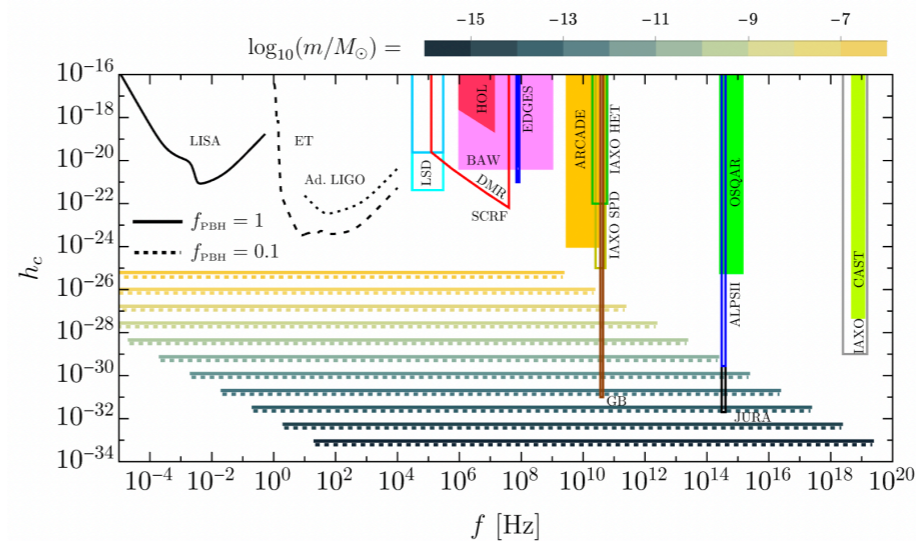 log₁₀(m/M⊙) =
−15 −13 −11 −9 −7
10⁻¹⁶
10⁻¹⁸
10⁻²⁰
10⁻²²
10⁻²⁴
10⁻²⁶
10⁻²⁸
10⁻³⁰
10⁻³²
10⁻³⁴
h_c
LISA
ET
Ad. LIGO
f_PBH = 1
f_PBH = 0.1
LSD
HOL
BAW
DMR
SCRF
EDGES
ARCADE
IAXO HET
IAXO SPD
GB
OSQAR
ALPSII
JURA
CAST
IAXO
10⁻⁴ 10⁻² 10⁰ 10² 10⁴ 10⁶ 10⁸ 10¹⁰ 10¹² 10¹⁴ 10¹⁶ 10¹⁸ 10²⁰
f [Hz]